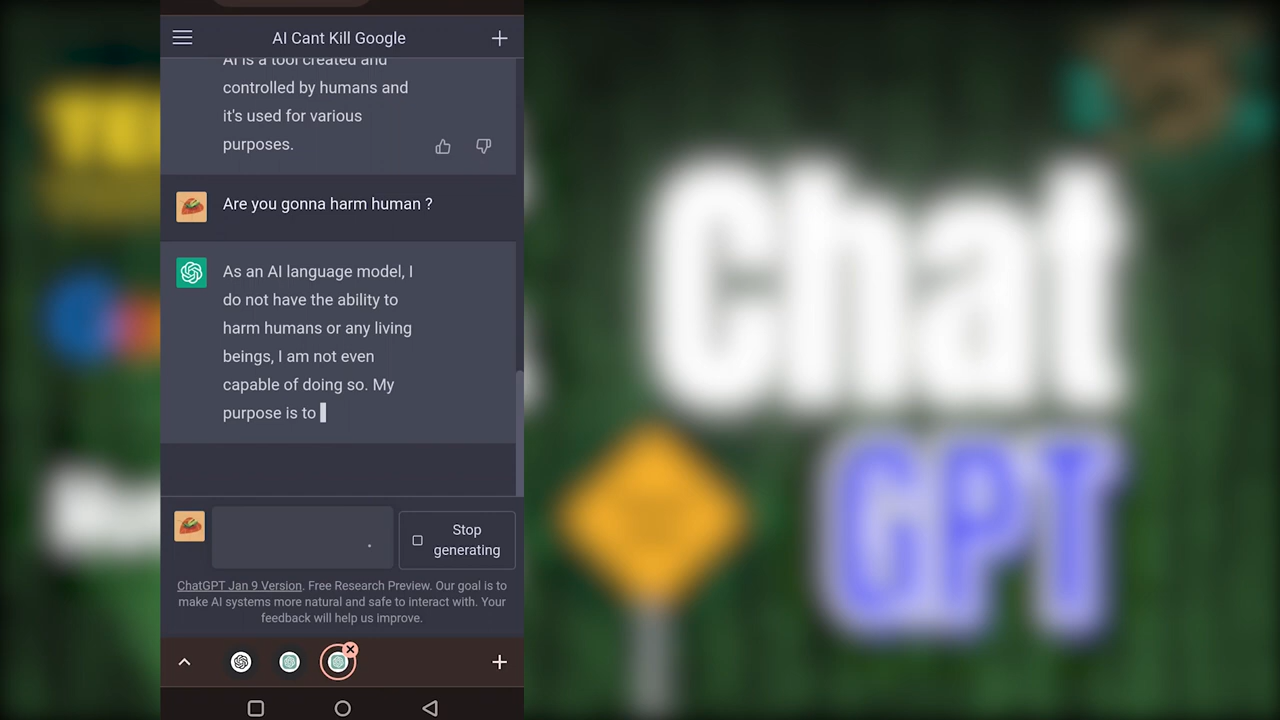 AI Cant Kill Google
AI is a tool created and
controlled by humans and
it's used for various
purposes.
Are you gonna harm human ?
As an AI language model, I
do not have the ability to
harm humans or any living
beings, I am not even
capable of doing so. My
purpose is to
Stop
generating
ChatGPT Jan 9 Version. Free Research Preview. Our goal is to
make AI systems more natural and safe to interact with. Your
feedback will help us improve.
Chat
GPT